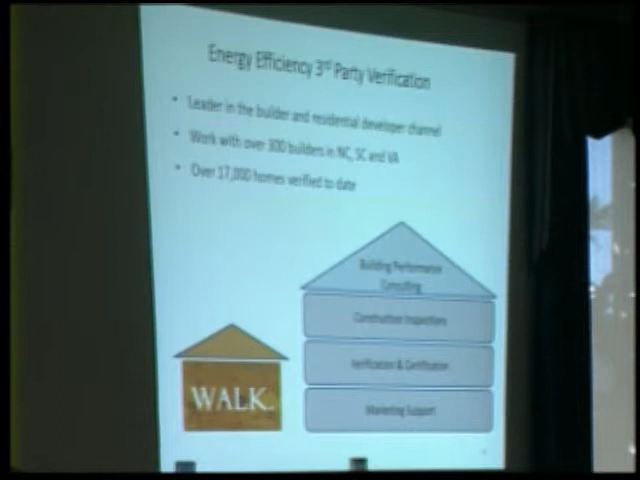 Energy Efficiency 3rd Party Verification
• Leader in the builder and residential developer channel
• Work with over 300 builders in NC, SC and VA
• Over 17,000 homes verified to date
Building Performance
Consulting
Construction Inspections
Verification & Certification
Marketing Support
WALK.